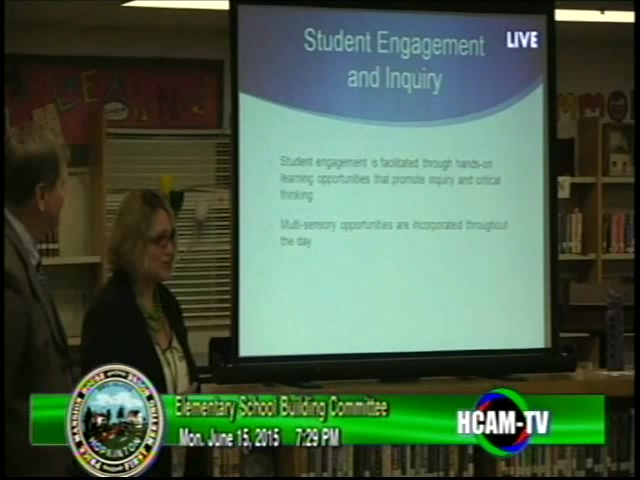 LEARN
Student Engagement
and Inquiry
LIVE
Student engagement is facilitated through hands-on
learning opportunities that promote inquiry and critical
thinking
Multi-sensory opportunities are incorporated throughout
the day
Elementary School Building Committee
Mon. June 15, 2015 7:29 PM
HCAM-TV
HOPKINTON